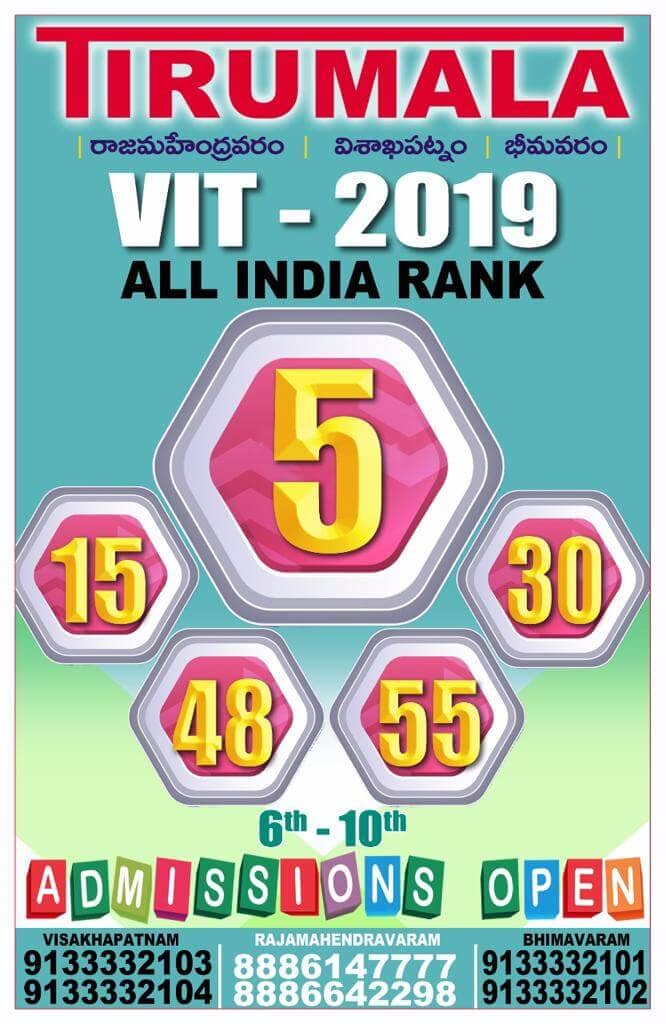 TIRUMALA
| రాజమహేంద్రవరం | విశాఖపట్నం | భీమవరం |
VIT - 2019
ALL INDIA RANK
5
15
30
48
55
6th - 10th
ADMISSIONS OPEN
VISAKHAPATNAM
9133332103
9133332104
RAJAMAHENDRAVARAM
8886147777
8886642298
BHIMAVARAM
9133332101
9133332102